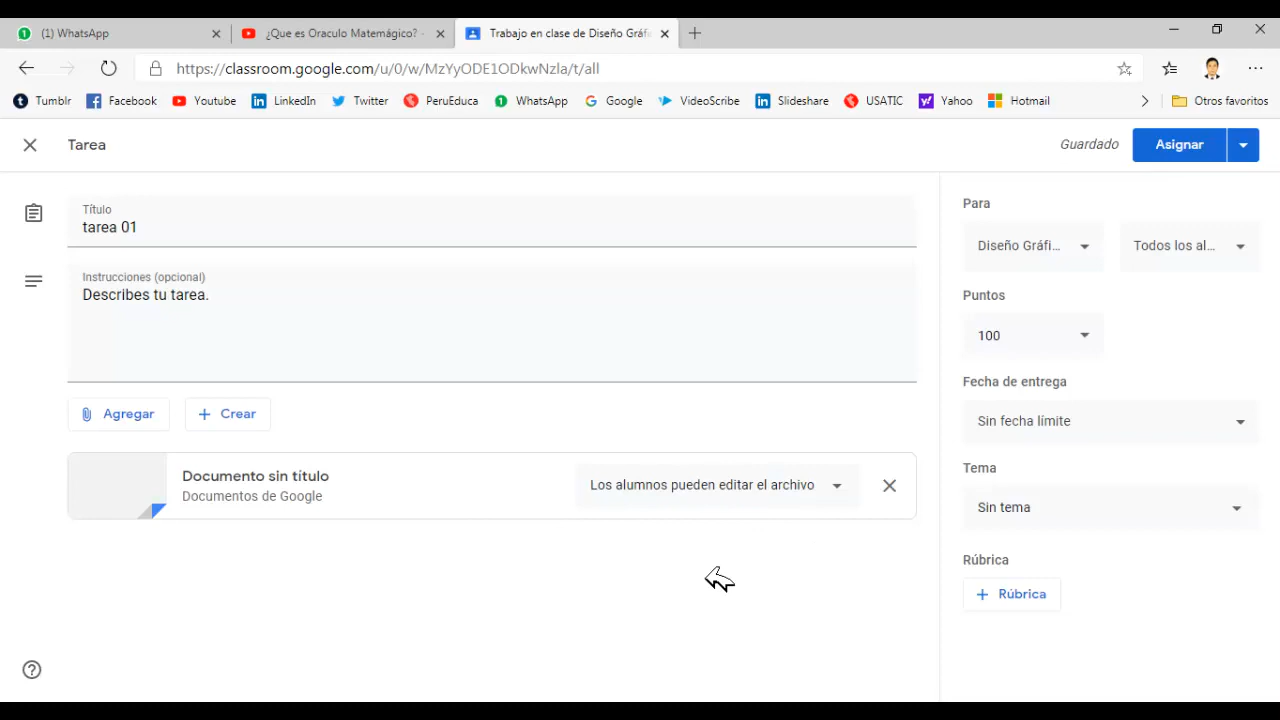 (1) WhatsApp
¿Que es Oraculo Matemágico? -
Trabajo en clase de Diseño Gráfi
https://classroom.google.com/u/0/w/MzYyODE1ODkwNzIa/t/all
Tumblr Facebook Youtube LinkedIn Twitter PeruEduca WhatsApp Google VideoScribe Slideshare USATIC Yahoo Hotmail Otros favoritos
Tarea
Guardado
Asignar
Título
tarea 01
Instrucciones (opcional)
Describes tu tarea.
Agregar
Crear
Documento sin título
Documentos de Google
Los alumnos pueden editar el archivo
Para
Diseño Gráfi...
Todos los al...
Puntos
100
Fecha de entrega
Sin fecha límite
Tema
Sin tema
Rúbrica
Rúbrica